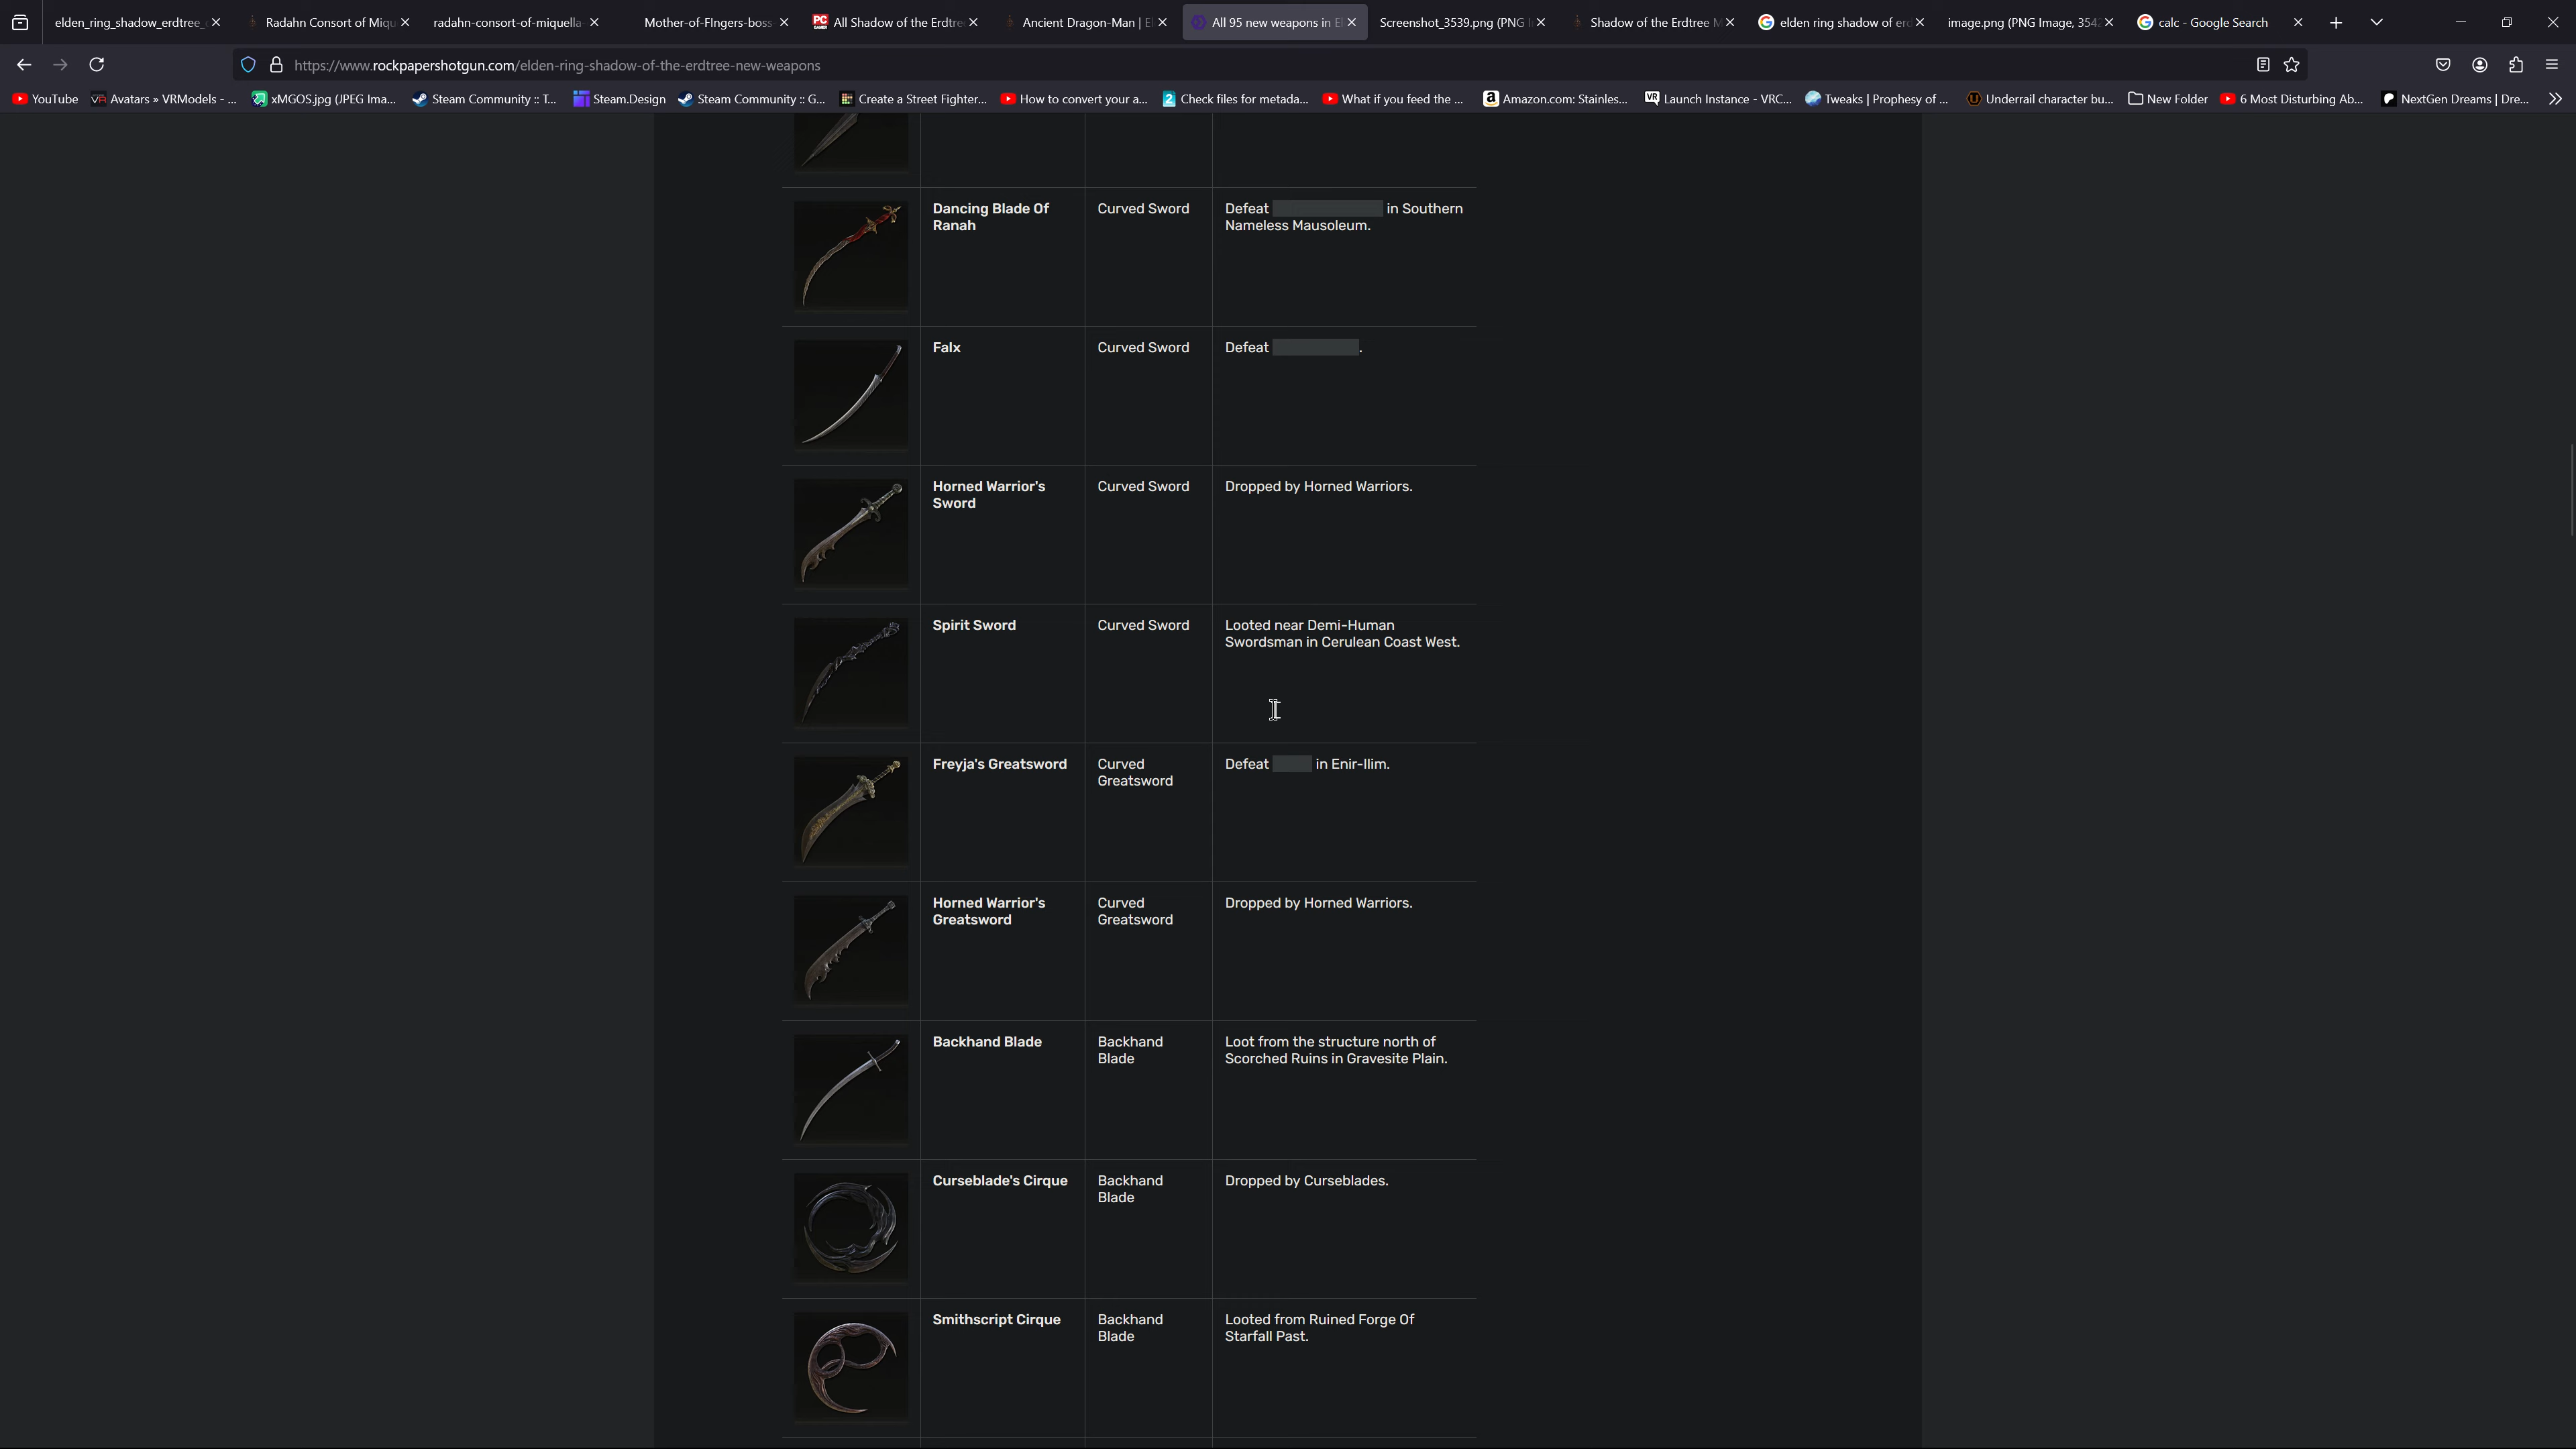 elden_ring_shadow_erdtree_
Radahn Consort of Miqu
radahn-consort-of-miquella-
Mother-of-FIngers-boss
All Shadow of the Erdtre
Ancient Dragon-Man | El
All 95 new weapons in El
Screenshot_3539.png (PNG I
Shadow of the Erdtree M
elden ring shadow of erd
image.png (PNG Image, 354
calc - Google Search
https://www.rockpapershotgun.com/elden-ring-shadow-of-the-erdtree-new-weapons
YouTube
Avatars » VRModels - ...
xMGOS.jpg (JPEG Ima...
Steam Community :: T...
Steam.Design
Steam Community :: G...
Create a Street Fighter...
How to convert your a...
Check files for metada...
What if you feed the ...
Amazon.com: Stainles...
Launch Instance - VRC...
Tweaks | Prophesy of ...
Underrail character bu...
New Folder
6 Most Disturbing Ab...
NextGen Dreams | Dre...
Dancing Blade Of
Ranah
Curved Sword
Defeat in Southern
Nameless Mausoleum.
Falx
Curved Sword
Defeat .
Horned Warrior's
Sword
Curved Sword
Dropped by Horned Warriors.
Spirit Sword
Curved Sword
Looted near Demi-Human
Swordsman in Cerulean Coast West.
Freyja's Greatsword
Curved
Greatsword
Defeat in Enir-Ilim.
Horned Warrior's
Greatsword
Curved
Greatsword
Dropped by Horned Warriors.
Backhand Blade
Backhand
Blade
Loot from the structure north of
Scorched Ruins in Gravesite Plain.
Curseblade's Cirque
Backhand
Blade
Dropped by Curseblades.
Smithscript Cirque
Backhand
Blade
Looted from Ruined Forge Of
Starfall Past.